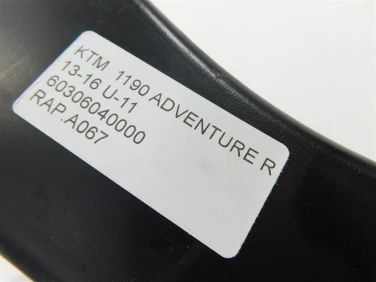 KTM 1190 ADVENTURE R
13-16 U-11
60306040000
RAP.A067